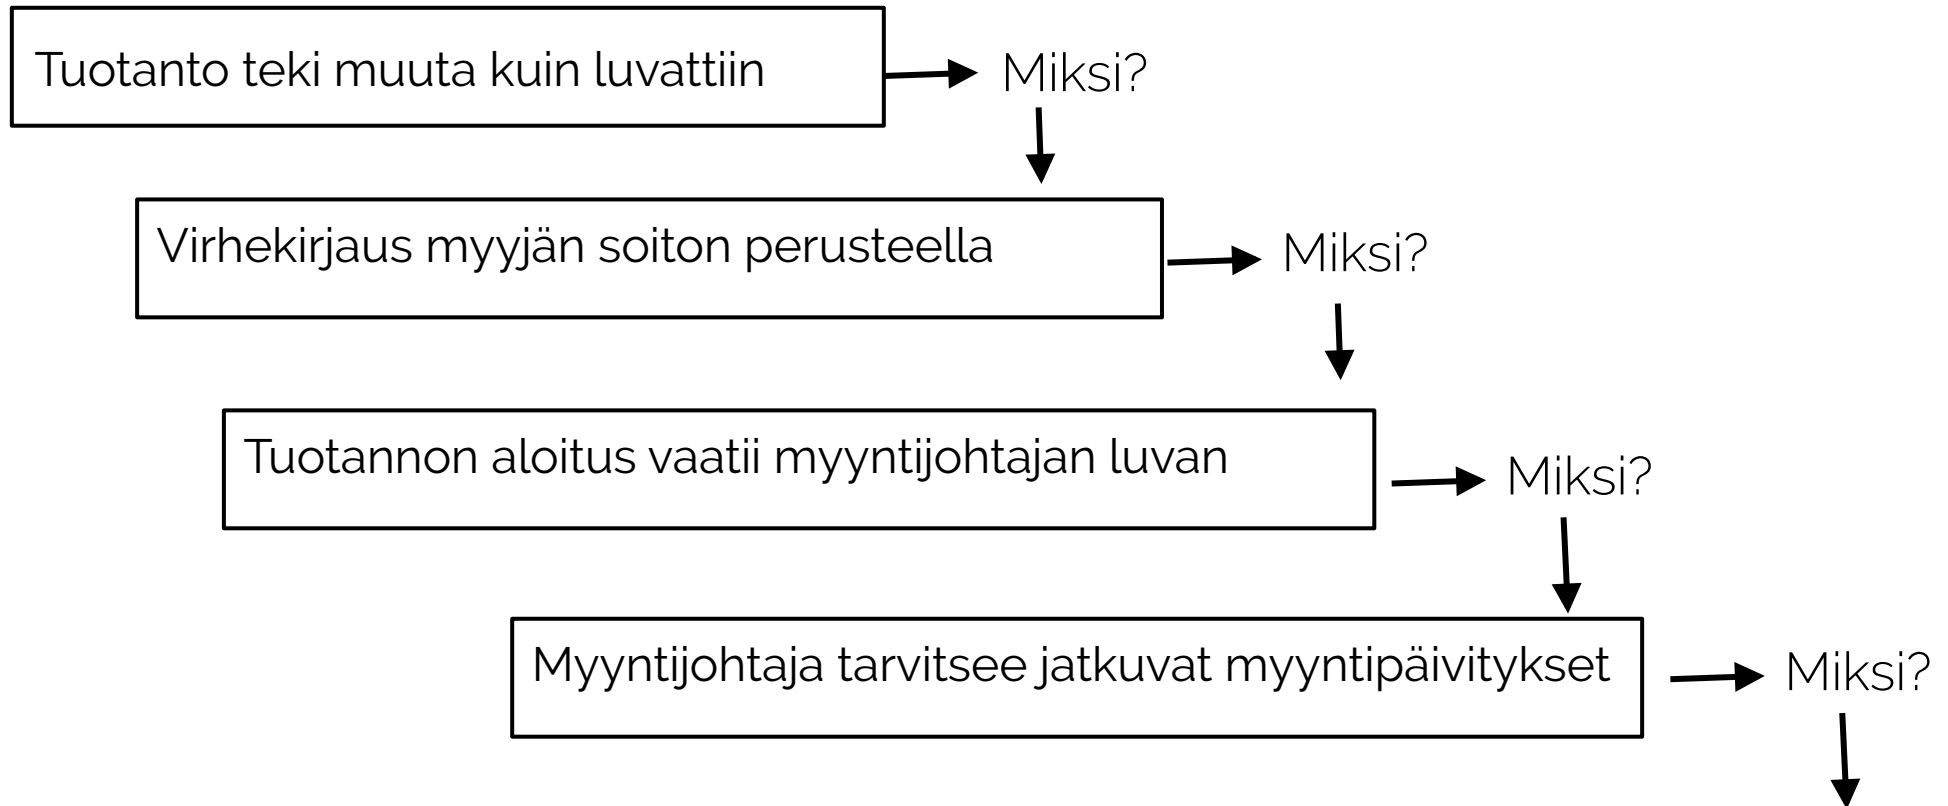 Tuotanto teki muuta kuin luvattiin
Miksi?
Virhekirjaus myyjän soiton perusteella
Miksi?
Tuotannon aloitus vaatii myyntijohtajan luvan
Miksi?
Myyntijohtaja tarvitsee jatkuvat myyntipäivitykset
Miksi?